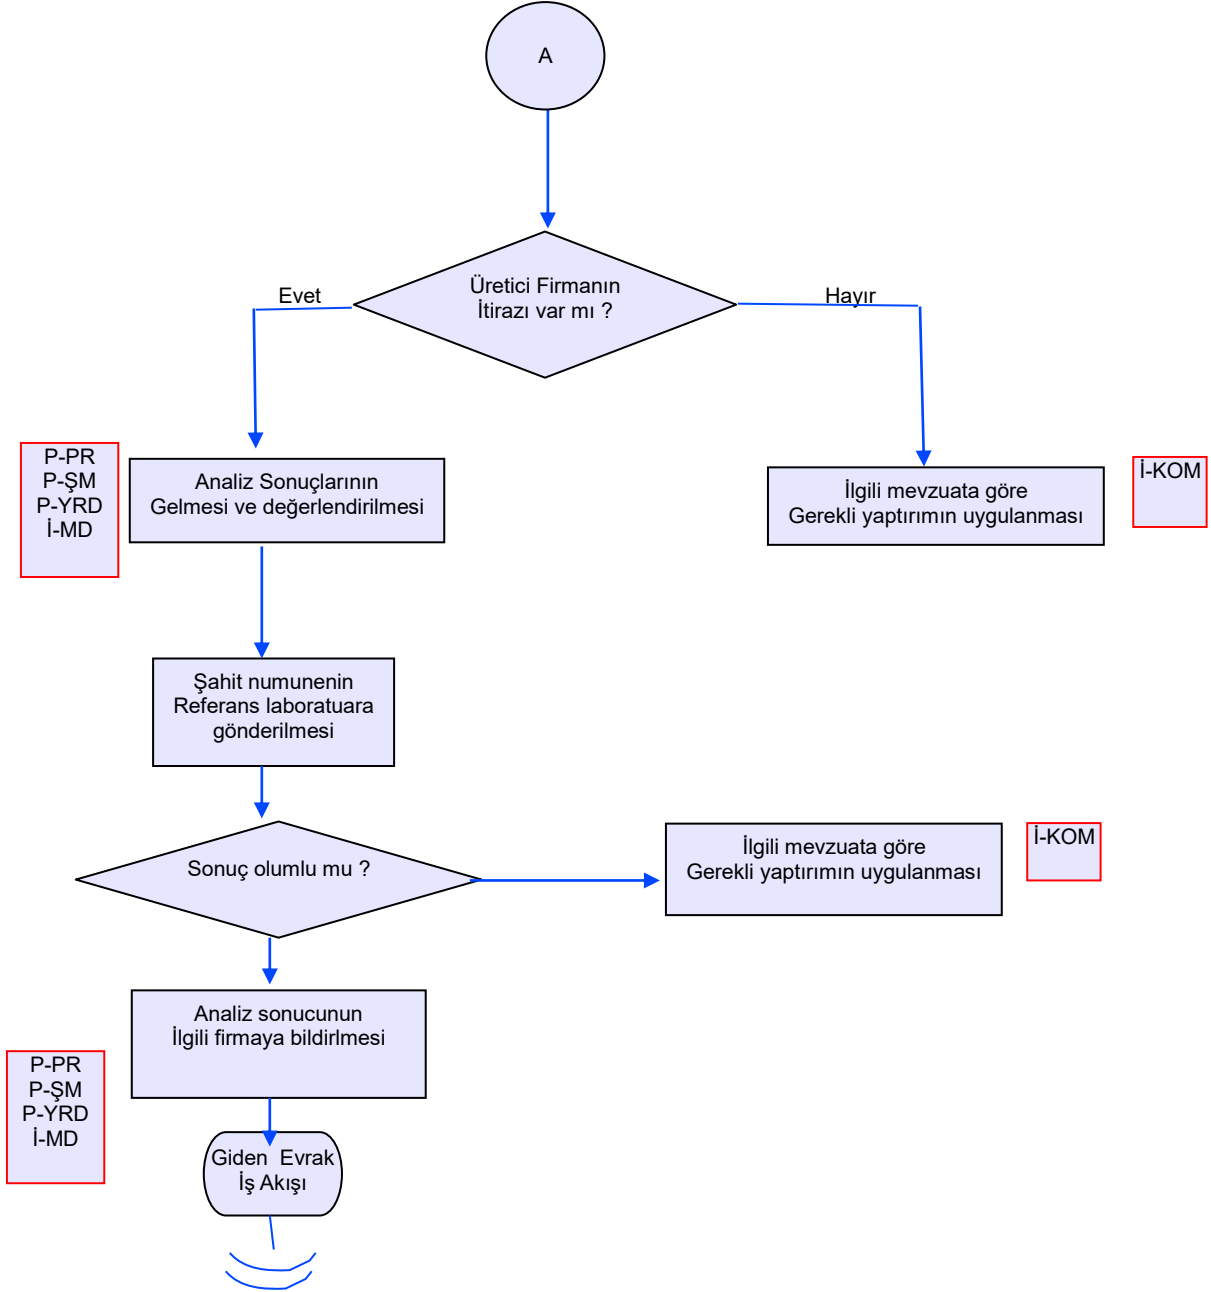 A
Üretici Firmanın
İtirazı var mı ?
Evet
Hayır
P-PR
P-ŞM
P-YRD
İ-MD
Analiz Sonuçlarının
Gelmesi ve değerlendirilmesi
İlgili mevzuata göre
Gerekli yaptırımın uygulanması
İ-KOM
Şahit numunenin
Referans laboratuara
gönderilmesi
Sonuç olumlu mu ?
İlgili mevzuata göre
Gerekli yaptırımın uygulanması
İ-KOM
Analiz sonucunun
İlgili firmaya bildirlmesi
P-PR
P-ŞM
P-YRD
İ-MD
Giden Evrak
İş Akışı